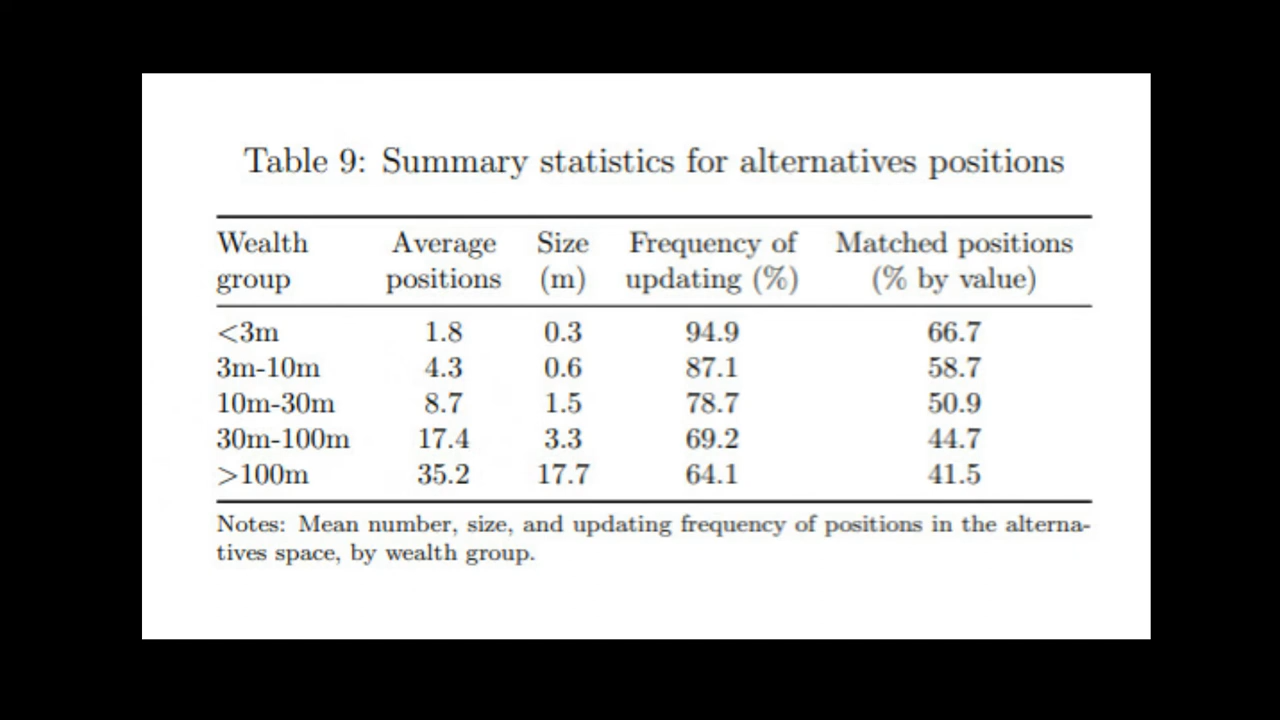 Table 9: Summary statistics for alternatives positions
Wealth Average Size Frequency of Matched positions
group positions (m) updating (%) (% by value)
<3m 1.8 0.3 94.9 66.7
3m-10m 4.3 0.6 87.1 58.7
10m-30m 8.7 1.5 78.7 50.9
30m-100m 17.4 3.3 69.2 44.7
>100m 35.2 17.7 64.1 41.5
Notes: Mean number, size, and updating frequency of positions in the alterna-
tives space, by wealth group.